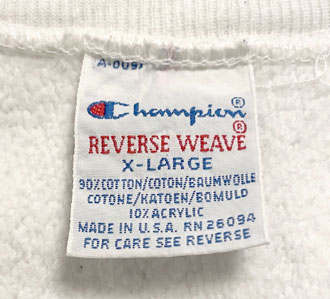 A-0097
Champion®
REVERSE WEAVE®
X-LARGE
90%COTTON/COTON/BAUMWOLLE
COTONE/KATOEN/BOMULD
10%ACRYLIC
MADE IN U.S.A. RN 26094
FOR CARE SEE REVERSE